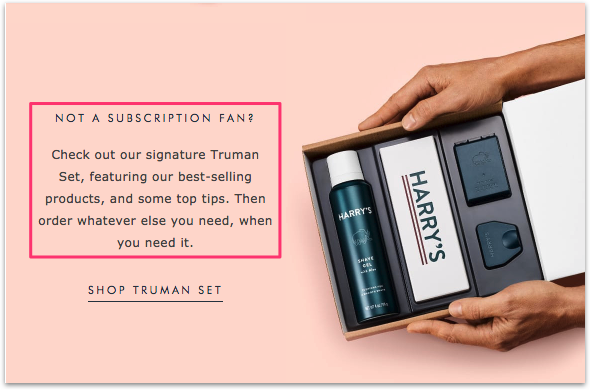 NOT A SUBSCRIPTION FAN?
Check out our signature Truman
Set, featuring our best-selling
products, and some top tips. Then
order whatever else you need, when
you need it.
SHOP TRUMAN SET
HARRY'S
SHAVE
GEL
HARRY'S